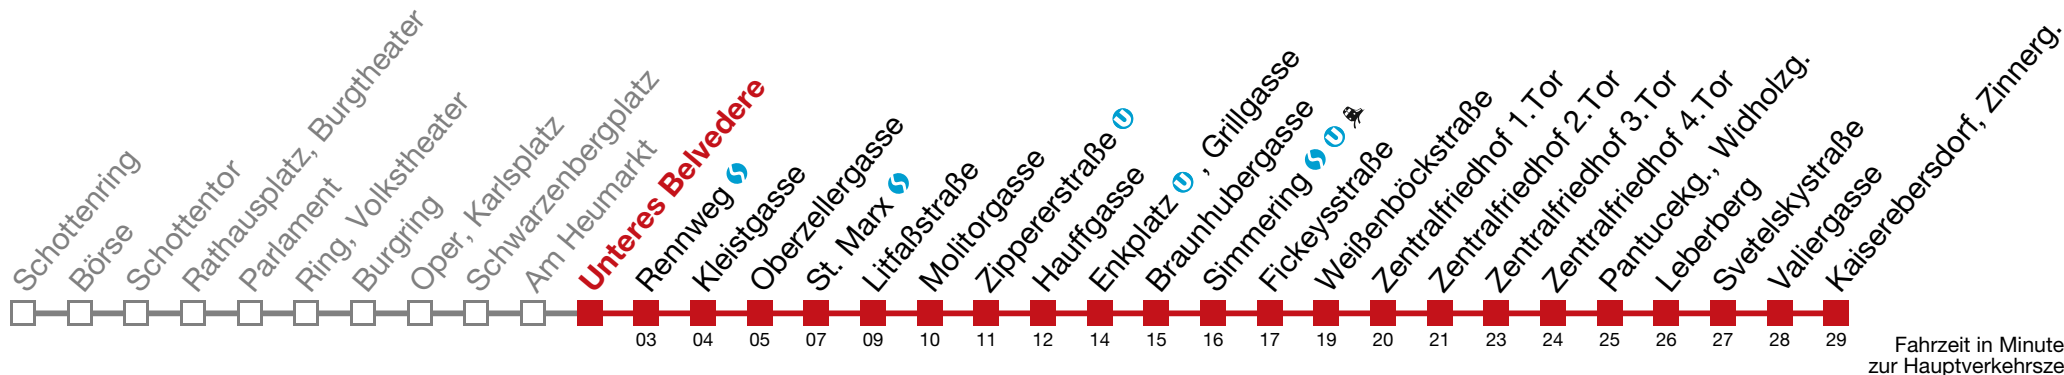 Schottenring
Börse
Schottentor
Rathausplatz, Burgtheater
Parlament
Ring, Volkstheater
Burgring
Oper, Karlsplatz
Schwarzenbergplatz
Am Heumarkt
Unteres Belvedere
Rennweg
Kleistgasse
Oberzellergasse
St. Marx
Litfaßstraße
Molitorgasse
Zippererstraße U
Hauffgasse
Enkplatz U, Grillgasse
Braunhubergasse
Simmering U
Fickeysstraße
Weißenböckstraße
Zentralfriedhof 1.Tor
Zentralfriedhof 2.Tor
Zentralfriedhof 3.Tor
Zentralfriedhof 4.Tor
Pantucekg., Widholzg.
Leberberg
Svetelskystraße
Valiergasse
Kaiserebersdorf, Zinnerg.
03 04 05 07 09 10 11 12 14 15 16 17 19 20 21 23 24 25 26 27 28 29
Fahrzeit in Minute
zur Hauptverkehrsze